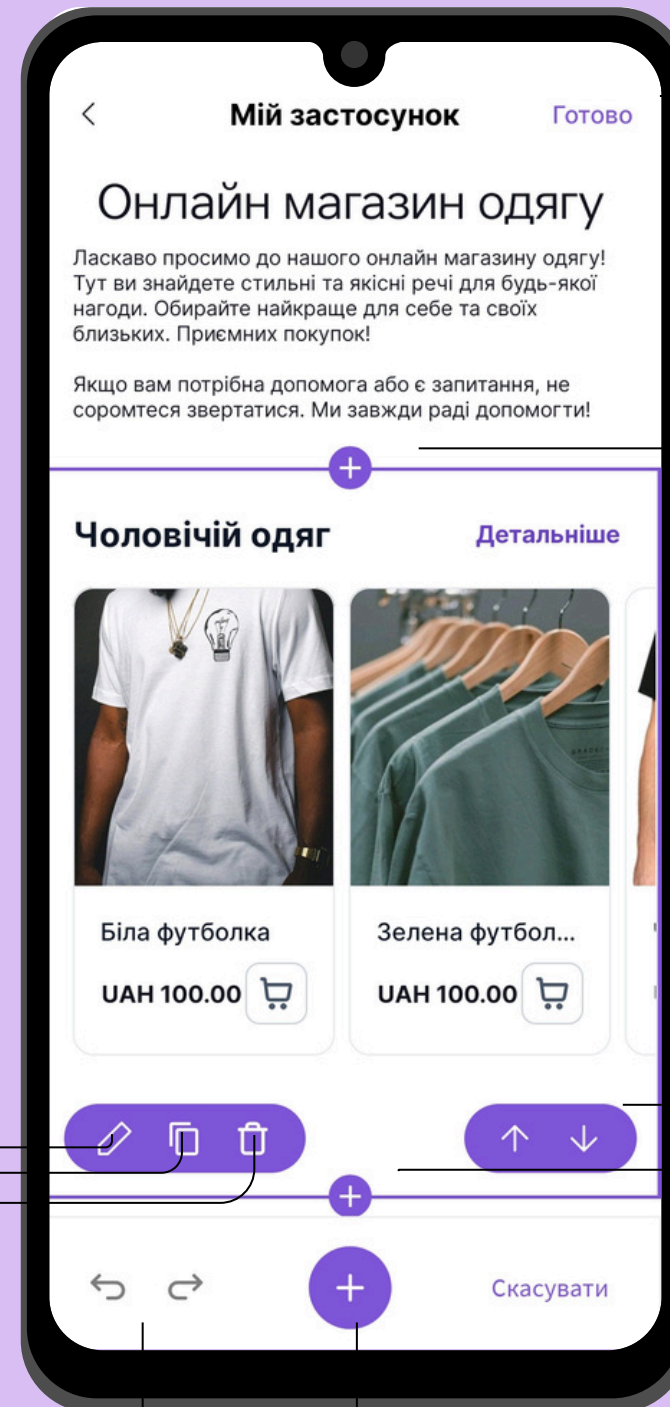 Мій застосунок
Готово
Онлайн магазин одягу
Ласкаво просимо до нашого онлайн магазину одягу!
Тут ви знайдете стильні та якісні речі для будь-якої
нагоди. Обирайте найкраще для себе та своїх
близьких. Приємних покупок!
Якщо вам потрібна допомога або є запитання, не
соромтеся звертатися. Ми завжди раді допомогти!
Чоловічій одяг
Детальніше
Біла футболка
Зелена футбол...
UAH 100.00
UAH 100.00
Скасувати